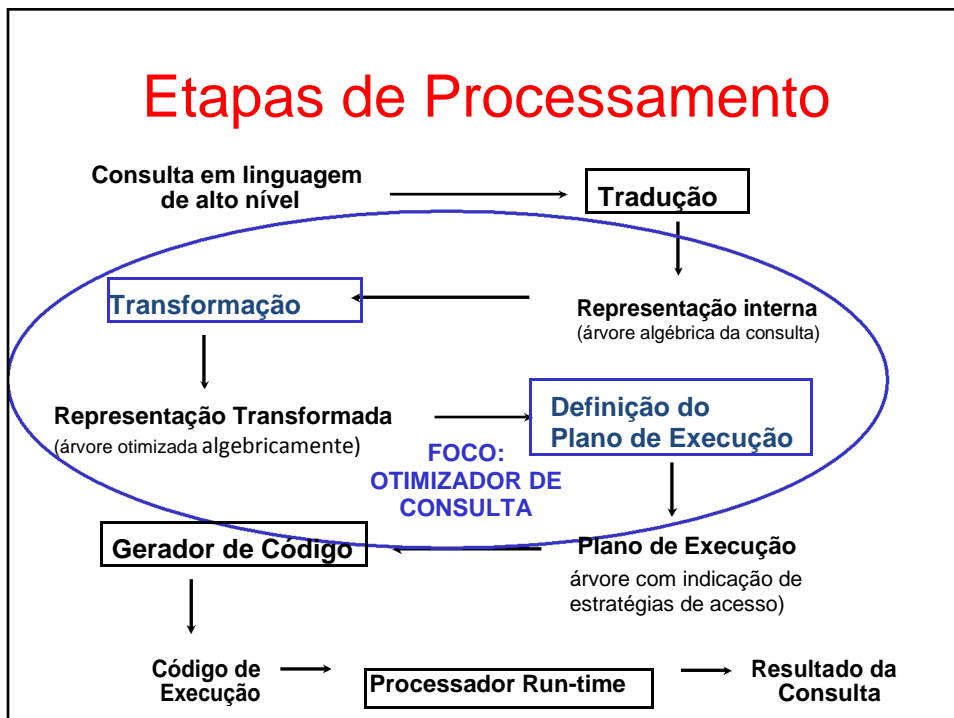 Etapas de Processamento
Consulta em linguagem
de alto nível
Tradução
Transformação
Representação interna
(árvore algébrica da consulta)
Representação Transformada
(árvore otimizada algebricamente)
Definição do
Plano de Execução
FOCO:
OTIMIZADOR DE
CONSULTA
Gerador de Código
Plano de Execução
árvore com indicação de
estratégias de acesso)
Código de
Execução
Processador Run-time
Resultado da
Consulta